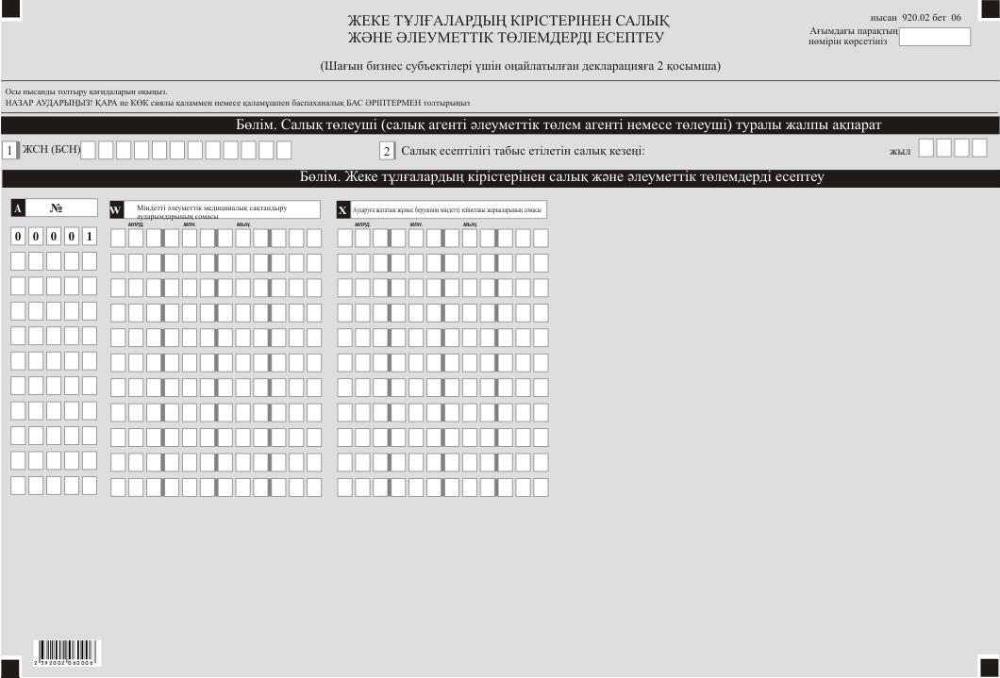 ЖЕКЕ ТҰЛҒАЛАРДЫҢ КІРІСТЕРІНЕН САЛЫҚ
ЖӘНЕ ӘЛЕУМЕТТІК ТӨЛЕМДЕРДІ ЕСЕПТЕУ
нысан 920.02 бет 06
Ағымдағы парақтың
нөмірін көрсетініз
(Шағын бизнес субъектілері үшін оңайлатылған декларацияға 2 қосымша)
Осы нысанды толтыру қағидаларын оқыңыз.
НАЗАР АУДАРЫҢЫЗ! ҚАРА не КӨК сиялы қаламмен немесе қаламұшпен баспаханалық БАС ӘРІПТЕРМЕН толтырыңыз
Бөлім. Салық төлеуші (салық агенті әлеуметтік төлем агенті немесе төлеуші) туралы жалпы ақпарат
1 ЖСН (БСН)
2 Салық есептілігі табыс етілетін салық кезеңі:
жыл
Бөлім. Жеке тұлғалардың кірістерінен салық және әлеуметтік төлемдерді есептеу
A №
W Міндетті әлеуметтік медициналық сақтандыру
аударымдарының сомасы
X Аударуға жататын жұмыс берушінің міндетті зейнетақы жарналарының сомасы
млрд. млн. мың.
млрд. млн. мың.
0 0 0 0 1
2 392002 060006